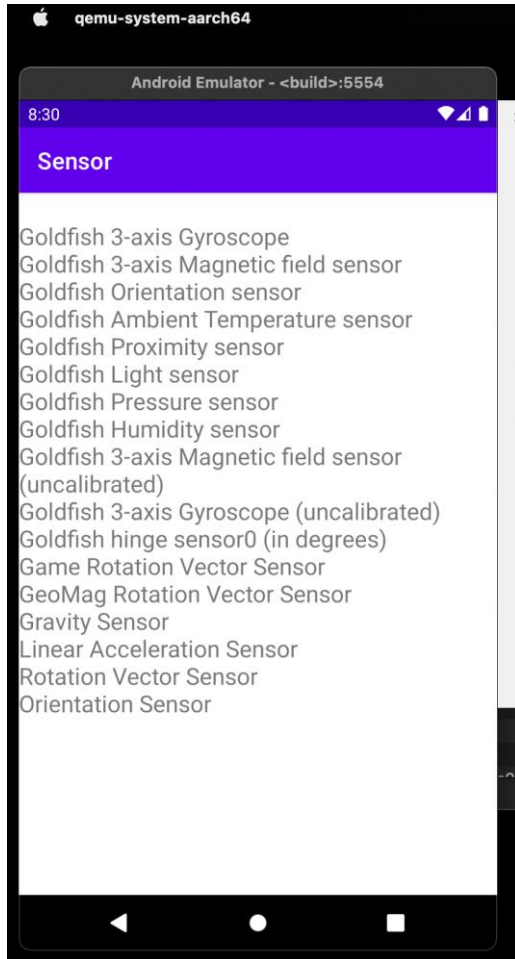 qemu-system-aarch64
Android Emulator - <build>:5554
8:30
Sensor
Goldfish 3-axis Gyroscope
Goldfish 3-axis Magnetic field sensor
Goldfish Orientation sensor
Goldfish Ambient Temperature sensor
Goldfish Proximity sensor
Goldfish Light sensor
Goldfish Pressure sensor
Goldfish Humidity sensor
Goldfish 3-axis Magnetic field sensor
(uncalibrated)
Goldfish 3-axis Gyroscope (uncalibrated)
Goldfish hinge sensor0 (in degrees)
Game Rotation Vector Sensor
GeoMag Rotation Vector Sensor
Gravity Sensor
Linear Acceleration Sensor
Rotation Vector Sensor
Orientation Sensor